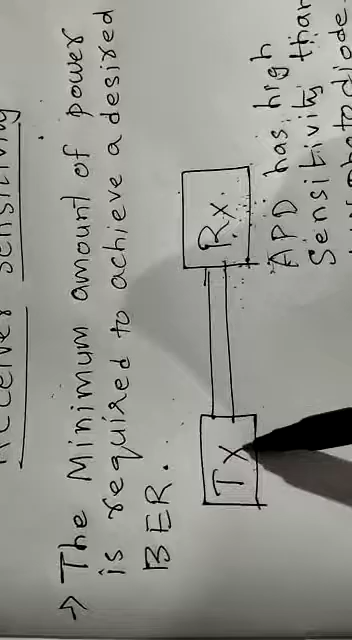 Receiver Sensitivity
-> The Minimum amount of power
is required to achieve a desired
BER.
Tx
Rx
APD has high
Sensitivity than
photodiode.